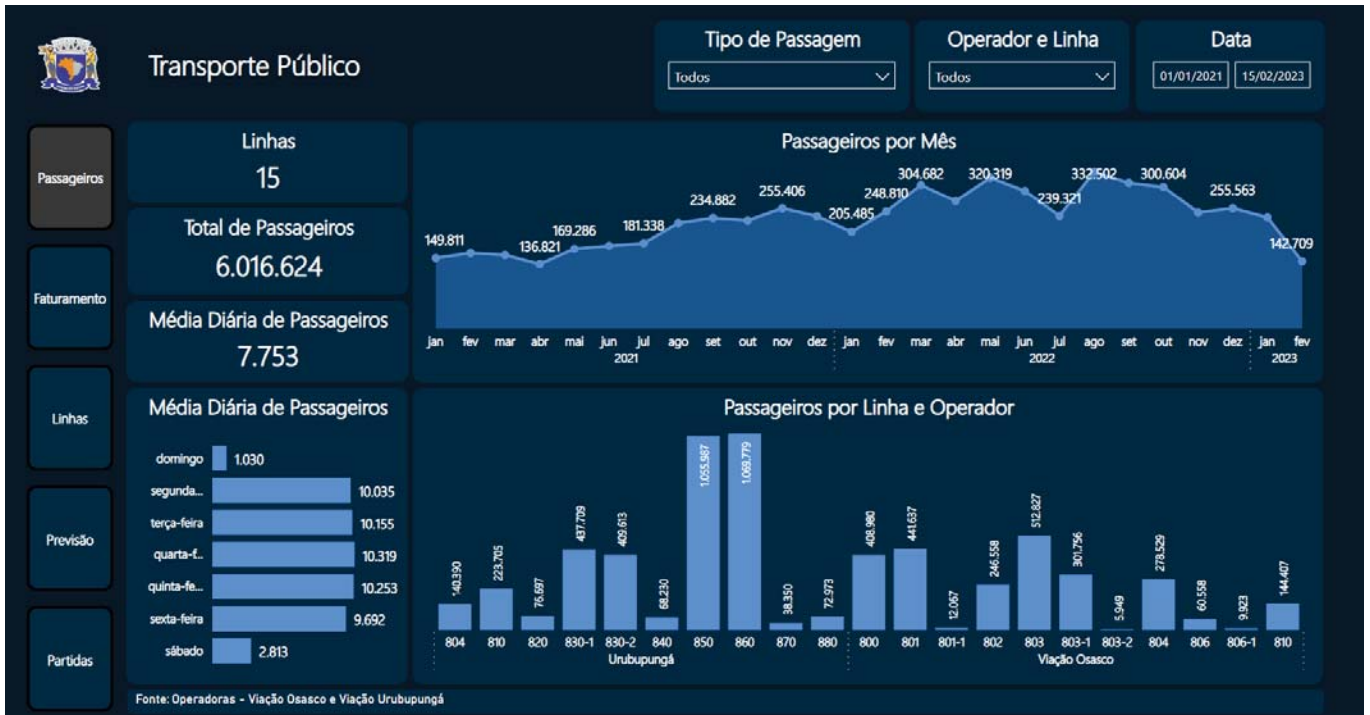 Transporte Público
Tipo de Passagem
Todos
Operador e Linha
Todos
Data
01/01/2021 15/02/2023
Passageiros
Faturamento
Linhas
Previsão
Partidas
Linhas
15
Total de Passageiros
6.016.624
Média Diária de Passageiros
7.753
Passageiros por Mês
149.811 136.821 169.286 181.338 234.882 255.406 205.485 248.810 304.682 320.319 239.321 332.502 300.604 255.563 142.709
jan fev mar abr mai jun jul ago set out nov dez jan fev mar abr mai jun jul ago set out nov dez jan fev
2021 2022 2023
Média Diária de Passageiros
domingo 1.030
segunda... 10.035
terça-feira 10.155
quarta-f... 10.319
quinta-fe... 10.253
sexta-feira 9.692
sábado 2.813
Passageiros por Linha e Operador
140.390 223.705 76.697 437.709 409.613 68.230 1.055.987 1.069.779 38.350 72.973 408.980 441.637 12.067 246.558 512.827 301.756 5.949 278.529 60.558 9.923 144.407
804 810 820 830-1 830-2 840 850 860 870 880 800 801 801-1 802 803 803-1 803-2 804 806 806-1 810
Urubupungá Viação Osasco
Fonte: Operadoras - Viação Osasco e Viação Urubupungá